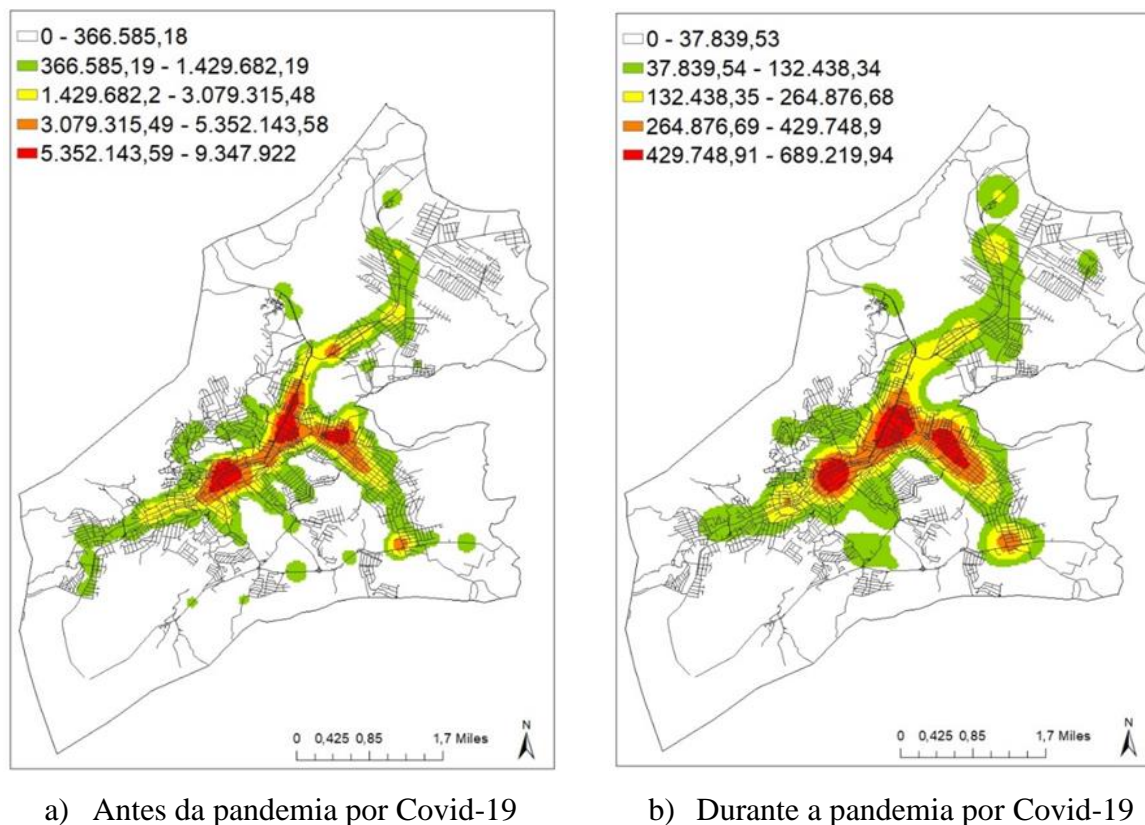 0 - 366.585,18
366.585,19 - 1.429.682,19
1.429.682,2 - 3.079.315,48
3.079.315,49 - 5.352.143,58
5.352.143,59 - 9.347.922
N
0 0,425 0,85 1,7 Miles
a) Antes da pandemia por Covid-19
0 - 37.839,53
37.839,54 - 132.438,34
132.438,35 - 264.876,68
264.876,69 - 429.748,9
429.748,91 - 689.219,94
N
0 0,425 0,85 1,7 Miles
b) Durante a pandemia por Covid-19